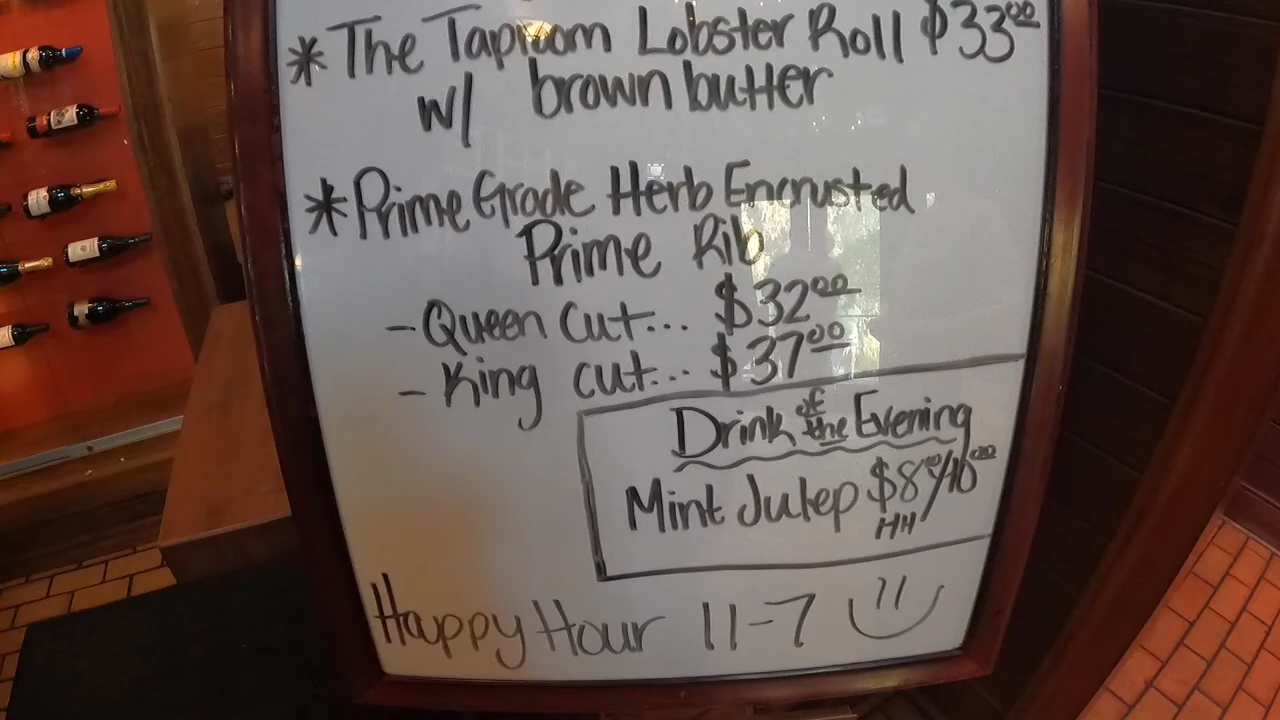 * The Taproom Lobster Roll $33⁰⁰
w/ brown butter
* Prime Grade Herb Encrusted
Prime Rib
- Queen cut... $32⁰⁰
- King cut... $37⁰⁰
Drink of the Evening
Mint Julep $8⁰⁰/10⁰⁰
HH
Happy Hour 11-7